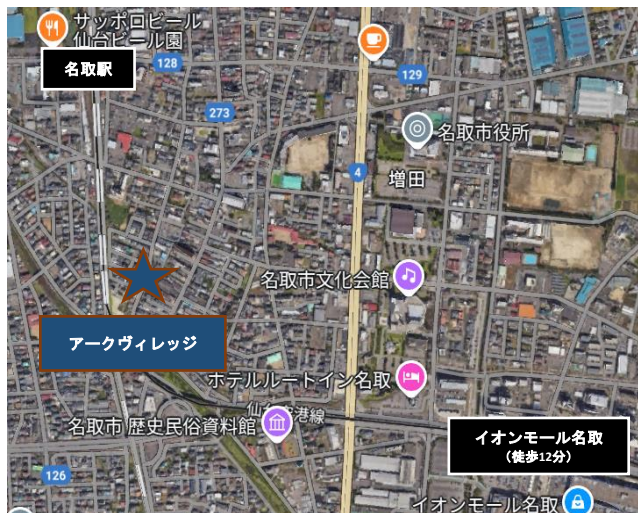 サッポロビール
仙台ビール園
名取駅
128
129
273
名取市役所
4
増田
名取市文化会館
アークヴィレッジ
ホテルルートイン名取
仙台空港線
名取市 歴史民俗資料館
イオンモール名取
(徒歩12分)
126
イオンモール名取